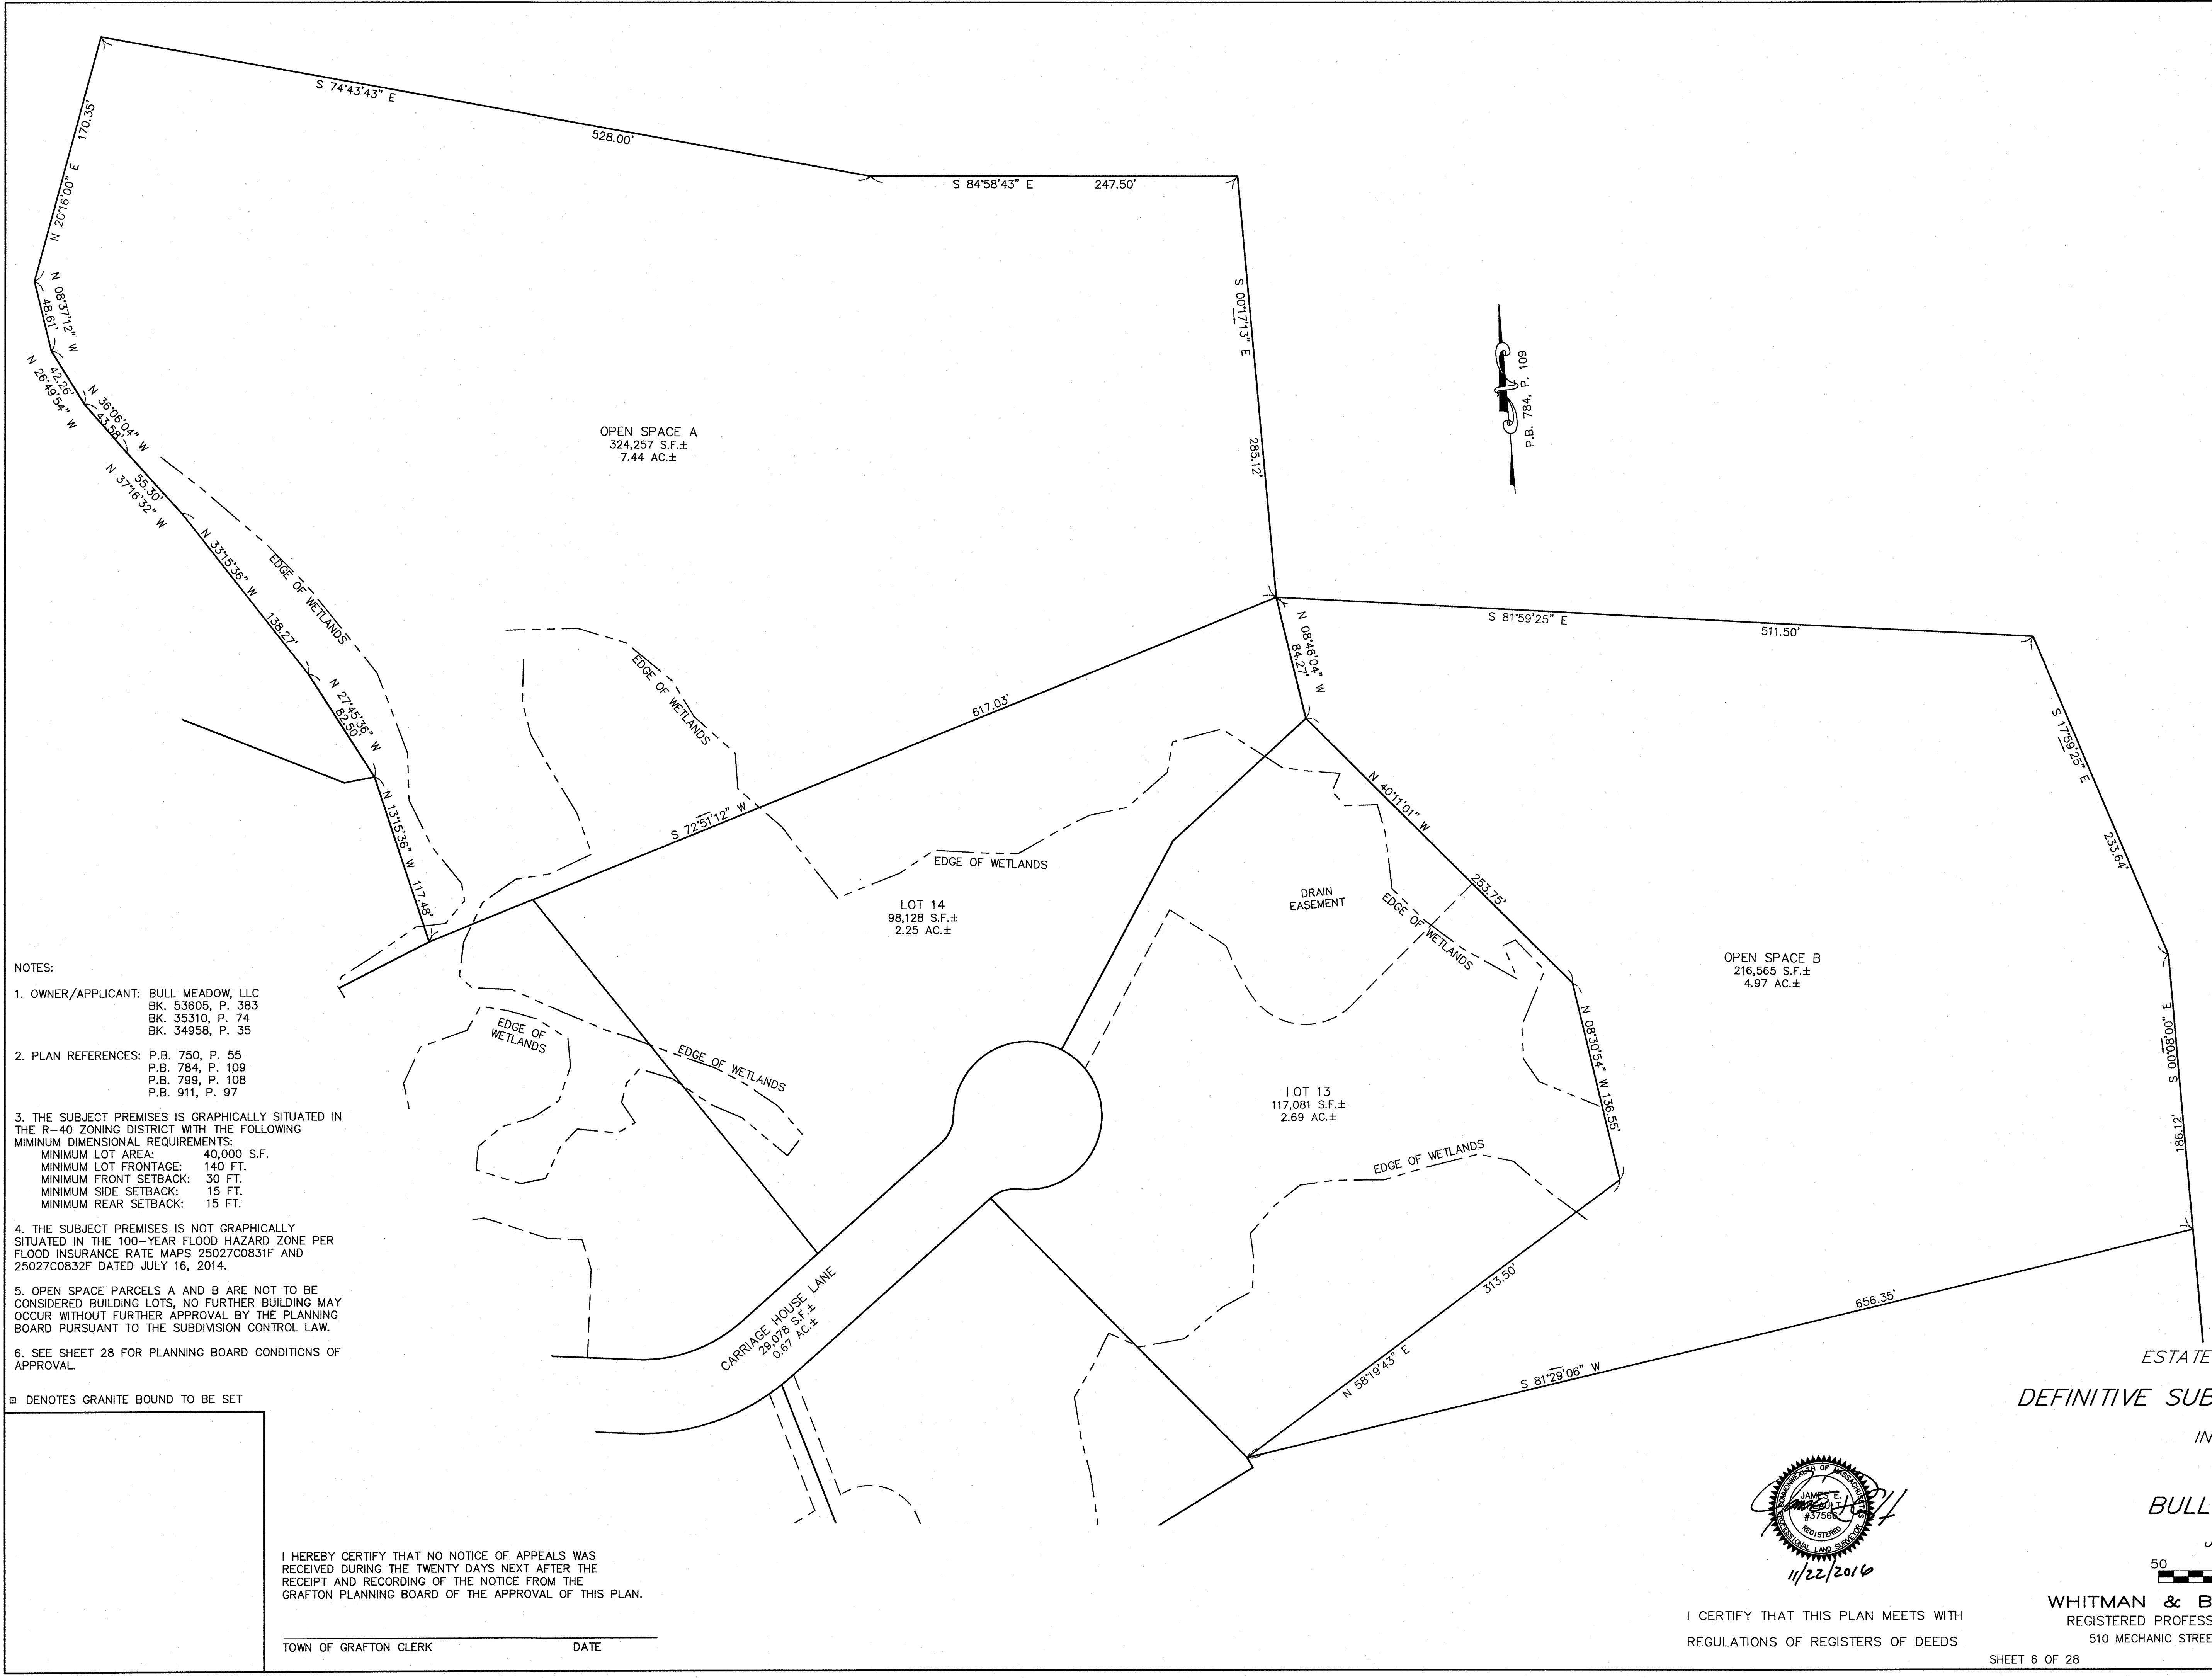 S 74°43'43" E
528.00'
S 84°58'43" E 247.50'
170.35'
N 20°16'00" E
N 08°37'12" W
48.61'
42.26'
N 26°49'54" W
N 36°06'04" W
43.58'
55.30'
N 37°16'32" W
N 33°15'36" W
138.27'
EDGE OF WETLANDS
N 27°45'36" W
82.50'
N 13°15'36" W
117.48'
OPEN SPACE A
324,257 S.F.±
7.44 AC.±
S 00°17'13" E
285.12'
P.B. 784, P. 109
EDGE OF WETLANDS
617.03'
S 72°51'12" W
N 08°46'04" W
84.27'
S 81°59'25" E
511.50'
S 17°59'25" E
233.64'
S 00°08'00" E
186.12'
N 40°11'01" W
253.75'
EDGE OF WETLANDS
LOT 14
98,128 S.F.±
2.25 AC.±
DRAIN
EASEMENT
EDGE OF WETLANDS
OPEN SPACE B
216,565 S.F.±
4.97 AC.±
N 08°30'54" W 136.55'
EDGE OF
WETLANDS
EDGE OF WETLANDS
LOT 13
117,081 S.F.±
2.69 AC.±
EDGE OF WETLANDS
313.50'
N 58°19'43" E
656.35'
S 81°29'06" W
CARRIAGE HOUSE LANE
29,078 S.F.±
0.67 AC.±
NOTES:
1. OWNER/APPLICANT: BULL MEADOW, LLC
BK. 53605, P. 383
BK. 35310, P. 74
BK. 34958, P. 35
2. PLAN REFERENCES: P.B. 750, P. 55
P.B. 784, P. 109
P.B. 799, P. 108
P.B. 911, P. 97
3. THE SUBJECT PREMISES IS GRAPHICALLY SITUATED IN
THE R-40 ZONING DISTRICT WITH THE FOLLOWING
MIMINUM DIMENSIONAL REQUIREMENTS:
MINIMUM LOT AREA: 40,000 S.F.
MINIMUM LOT FRONTAGE: 140 FT.
MINIMUM FRONT SETBACK: 30 FT.
MINIMUM SIDE SETBACK: 15 FT.
MINIMUM REAR SETBACK: 15 FT.
4. THE SUBJECT PREMISES IS NOT GRAPHICALLY
SITUATED IN THE 100-YEAR FLOOD HAZARD ZONE PER
FLOOD INSURANCE RATE MAPS 25027C0831F AND
25027C0832F DATED JULY 16, 2014.
5. OPEN SPACE PARCELS A AND B ARE NOT TO BE
CONSIDERED BUILDING LOTS, NO FURTHER BUILDING MAY
OCCUR WITHOUT FURTHER APPROVAL BY THE PLANNING
BOARD PURSUANT TO THE SUBDIVISION CONTROL LAW.
6. SEE SHEET 28 FOR PLANNING BOARD CONDITIONS OF
APPROVAL.
DENOTES GRANITE BOUND TO BE SET
I HEREBY CERTIFY THAT NO NOTICE OF APPEALS WAS
RECEIVED DURING THE TWENTY DAYS NEXT AFTER THE
RECEIPT AND RECORDING OF THE NOTICE FROM THE
GRAFTON PLANNING BOARD OF THE APPROVAL OF THIS PLAN.
TOWN OF GRAFTON CLERK DATE
COMMONWEALTH OF MASSACHUSETTS
JAMES E.
#37566
REGISTERED
PROFESSIONAL LAND SURVEYOR
11/22/2016
I CERTIFY THAT THIS PLAN MEETS WITH
REGULATIONS OF REGISTERS OF DEEDS
ESTATE
DEFINITIVE SUB
IN
BULL
50
WHITMAN & B
REGISTERED PROFESS
510 MECHANIC STREE
SHEET 6 OF 28